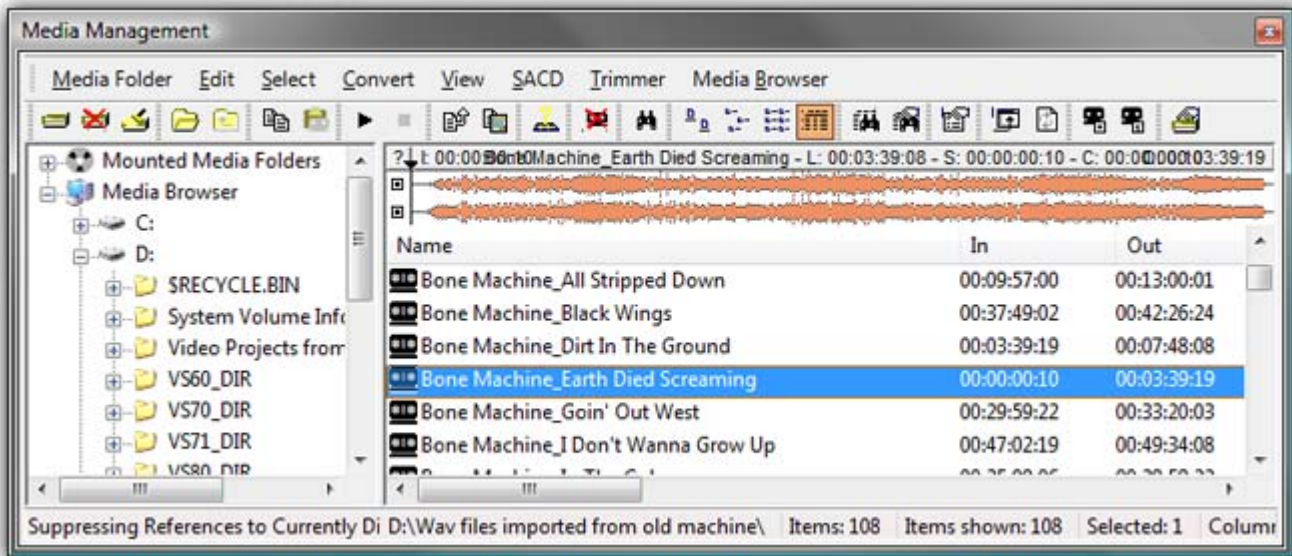 Media Management
Media Folder Edit Select Convert View SACD Trimmer Media Browser
Mounted Media Folders
Media Browser
C:
D:
$RECYCLE.BIN
System Volume Info
Video Projects from
VS60_DIR
VS70_DIR
VS71_DIR
VS80_DIR
Machine_Earth Died Screaming - L: 00:03:39:08 - S: 00:00:00:10 - C: 03:39:19
Name In Out
Bone Machine_All Stripped Down 00:09:57:00 00:13:00:01
Bone Machine_Black Wings 00:37:49:02 00:42:26:24
Bone Machine_Dirt In The Ground 00:03:39:19 00:07:48:08
Bone Machine_Earth Died Screaming 00:00:00:10 00:03:39:19
Bone Machine_Goin' Out West 00:29:59:22 00:33:20:03
Bone Machine_I Don't Wanna Grow Up 00:47:02:19 00:49:34:08
Suppressing References to Currently Di D:\Wav files imported from old machine\ Items: 108 Items shown: 108 Selected: 1 Column